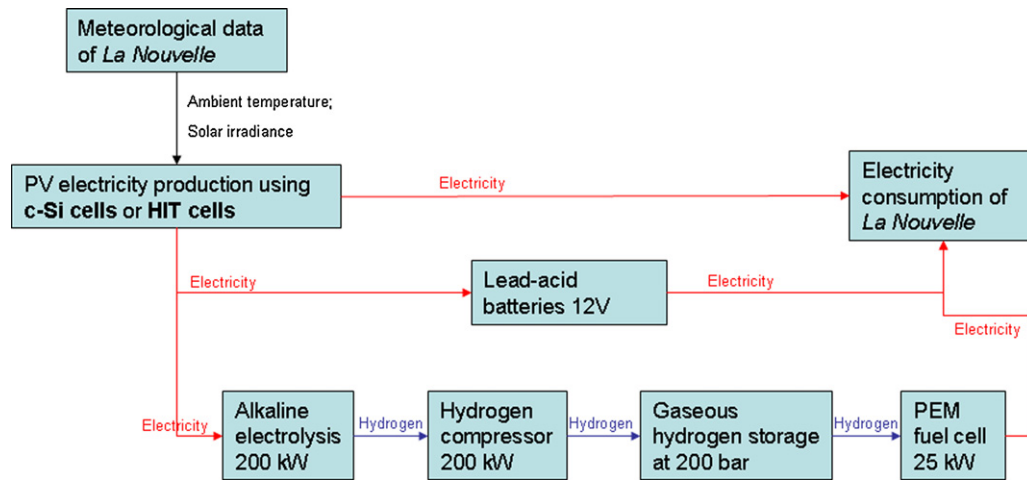 Meteorological data
of La Nouvelle
Ambient temperature;
Solar irradiance
PV electricity production using
c-Si cells or HIT cells
Electricity
Electricity
consumption of
La Nouvelle
Electricity
Lead-acid
batteries 12V
Electricity
Electricity
Electricity
Alkaline
electrolysis
200 kW
Hydrogen
Hydrogen
compressor
200 kW
Hydrogen
Gaseous
hydrogen storage
at 200 bar
Hydrogen
PEM
fuel cell
25 kW